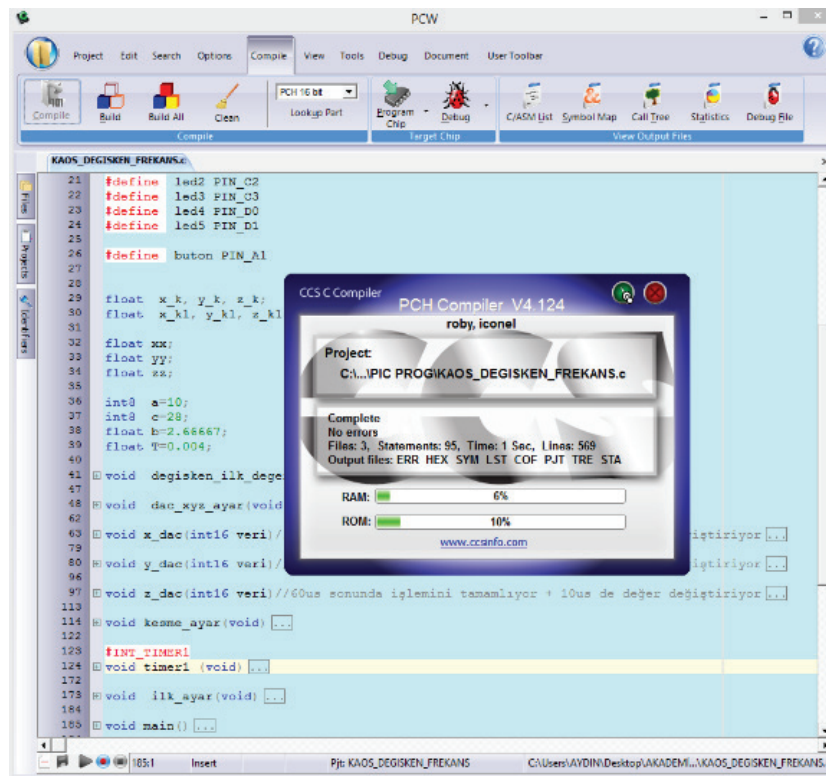 PCW
Project Edit Search Options Compile View Tools Debug Document User Toolbar
Compile Build Build All Clean PCH 16 bit Lookup Part Program Chip Debug C/ASM List Symbol Map Call Tree Statistics Debug File
Compile Target Chip View Output Files
KAOS_DEGISKEN_FREKANS.c
Files
Projects
Identifiers
21 #define led2 PIN_C2
22 #define led3 PIN_C3
23 #define led4 PIN_D0
24 #define led5 PIN_D1
25
26 #define buton PIN_A1
27
28
29 float x_k, y_k, z_k;
30 float x_k1, y_k1, z_k1
31
32 float xx;
33 float yy;
34 float zz;
35
36 int8 a=10;
37 int8 c=28;
38 float b=2.66667;
39 float T=0.004;
40
41 void degisken_ilk_dege
47
48 void dac_xyz_ayar(void
62
63 void x_dac(int16 veri)/ iştiriyor ...
79
80 void y_dac(int16 veri)/ iştiriyor ...
96
97 void z_dac(int16 veri)//60us sonunda işlemini tamamlıyor + 10us de değer değiştiriyor ...
113
114 void kesme_ayar(void) ...
122
123 #INT_TIMER1
124 void timer1 (void) ...
172
173 void ilk_ayar(void) ...
184
185 void main() ...
CCS C Compiler
PCH Compiler V4.124
roby, iconel
Project:
C:\...\PIC PROG\KAOS_DEGISKEN_FREKANS.c
Complete
No errors
Files: 3, Statements: 95, Time: 1 Sec, Lines: 569
Output files: ERR HEX SYM LST COF PJT TRE STA
RAM: 6%
ROM: 10%
www.ccsinfo.com
185:1 Insert Pjt: KAOS_DEGISKEN_FREKANS C:\Users\AYDIN\Desktop\AKADEMİ...\KAOS_DEGISKEN_FREKANS.